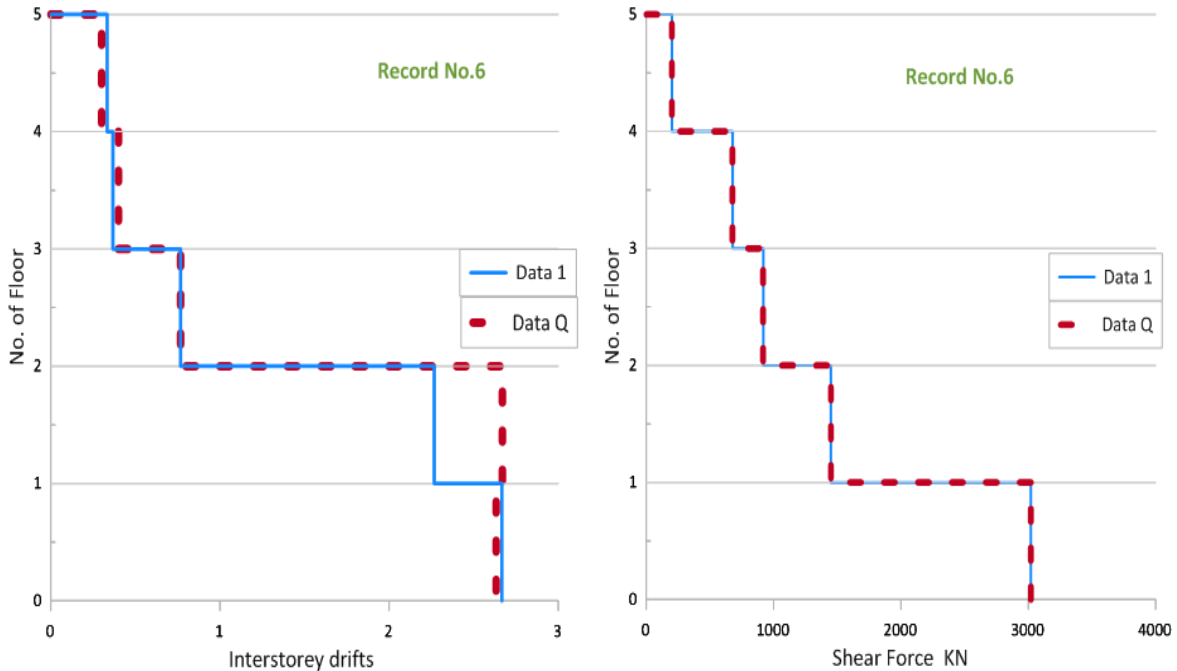 5
4
3
2
1
0
No. of Floor
Record No.6
Data 1
Data Q
0
1
2
3
Interstorey drifts
5
4
3
2
1
0
No. of Floor
Record No.6
Data 1
Data Q
0
1000
2000
3000
4000
Shear Force KN